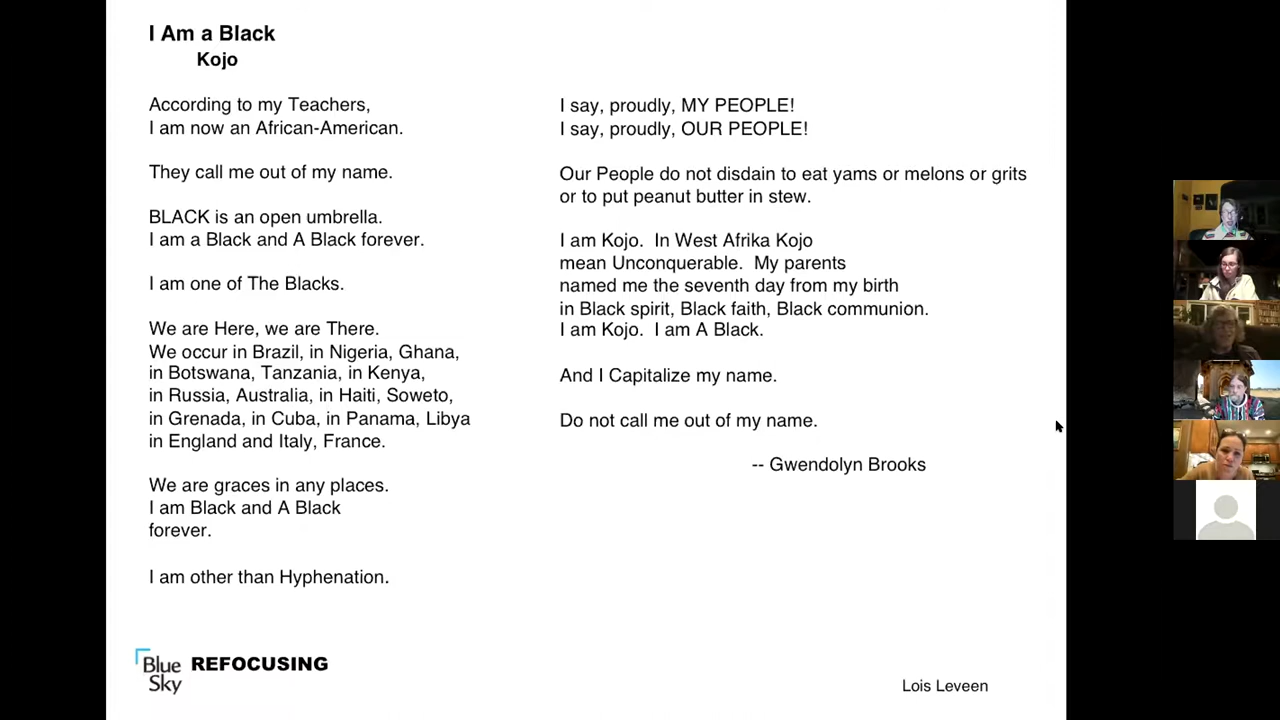 I Am a Black
Kojo
According to my Teachers,
I am now an African-American.
They call me out of my name.
BLACK is an open umbrella.
I am a Black and A Black forever.
I am one of The Blacks.
We are Here, we are There.
We occur in Brazil, in Nigeria, Ghana,
in Botswana, Tanzania, in Kenya,
in Russia, Australia, in Haiti, Soweto,
in Grenada, in Cuba, in Panama, Libya
in England and Italy, France.
We are graces in any places.
I am Black and A Black
forever.
I am other than Hyphenation.
I say, proudly, MY PEOPLE!
I say, proudly, OUR PEOPLE!
Our People do not disdain to eat yams or melons or grits
or to put peanut butter in stew.
I am Kojo. In West Afrika Kojo
mean Unconquerable. My parents
named me the seventh day from my birth
in Black spirit, Black faith, Black communion.
I am Kojo. I am A Black.
And I Capitalize my name.
Do not call me out of my name.
-- Gwendolyn Brooks
Blue Sky
REFOCUSING
Lois Leveen